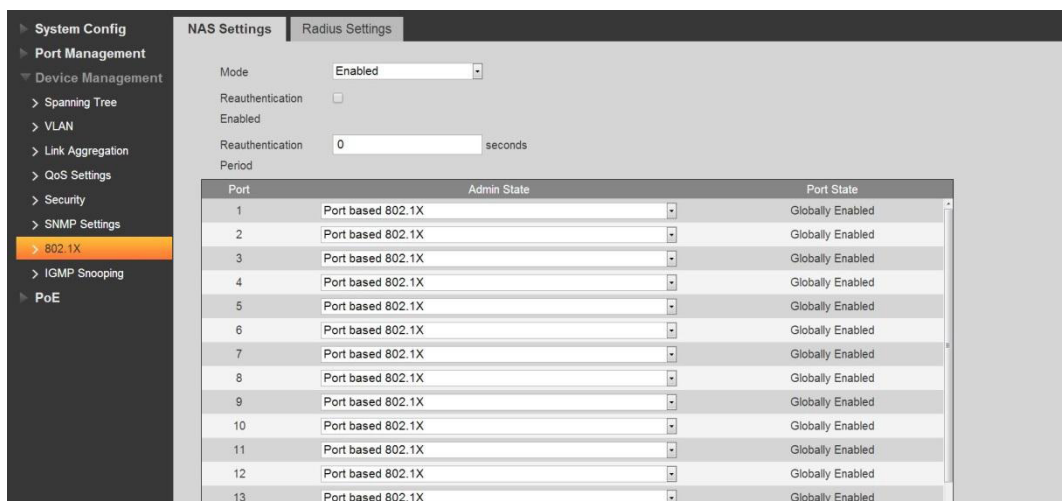 System Config
Port Management
Device Management
Spanning Tree
VLAN
Link Aggregation
QoS Settings
Security
SNMP Settings
802.1X
IGMP Snooping
PoE
NAS Settings
Radius Settings
Mode
Enabled
Reauthentication
Enabled
Reauthentication
Period
0 seconds
Port Admin State Port State
1 Port based 802.1X Globally Enabled
2 Port based 802.1X Globally Enabled
3 Port based 802.1X Globally Enabled
4 Port based 802.1X Globally Enabled
5 Port based 802.1X Globally Enabled
6 Port based 802.1X Globally Enabled
7 Port based 802.1X Globally Enabled
8 Port based 802.1X Globally Enabled
9 Port based 802.1X Globally Enabled
10 Port based 802.1X Globally Enabled
11 Port based 802.1X Globally Enabled
12 Port based 802.1X Globally Enabled
13 Port based 802.1X Globally Enabled